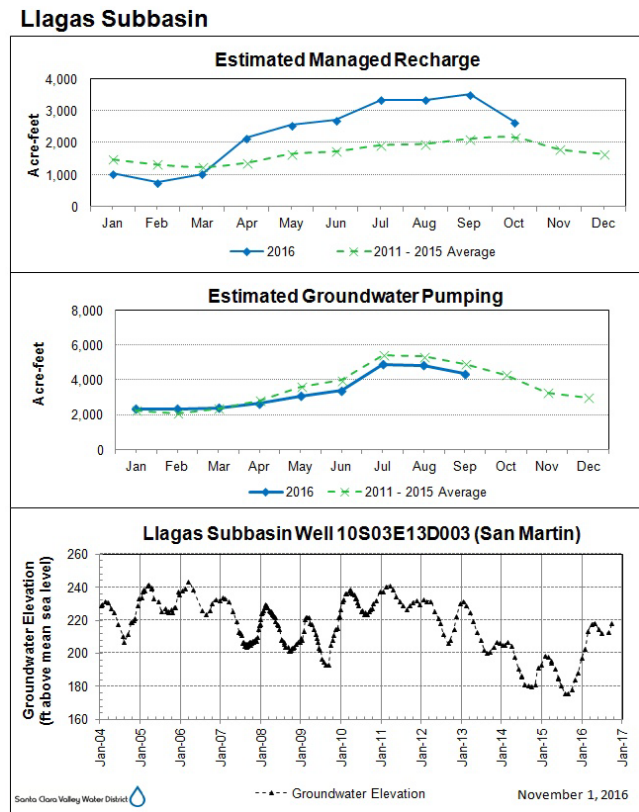 Llagas Subbasin
Estimated Managed Recharge
Acre-feet
4,000
3,000
2,000
1,000
0
Jan Feb Mar Apr May Jun Jul Aug Sep Oct Nov Dec
2016 2011 - 2015 Average
Estimated Groundwater Pumping
Acre-feet
8,000
6,000
4,000
2,000
0
Jan Feb Mar Apr May Jun Jul Aug Sep Oct Nov Dec
2016 2011 - 2015 Average
Llagas Subbasin Well 10S03E13D003 (San Martin)
Groundwater Elevation
(ft above mean sea level)
260
240
220
200
180
160
Jan-04 Jan-05 Jan-06 Jan-07 Jan-08 Jan-09 Jan-10 Jan-11 Jan-12 Jan-13 Jan-14 Jan-15 Jan-16 Jan-17
Santa Clara Valley Water District Groundwater Elevation November 1, 2016